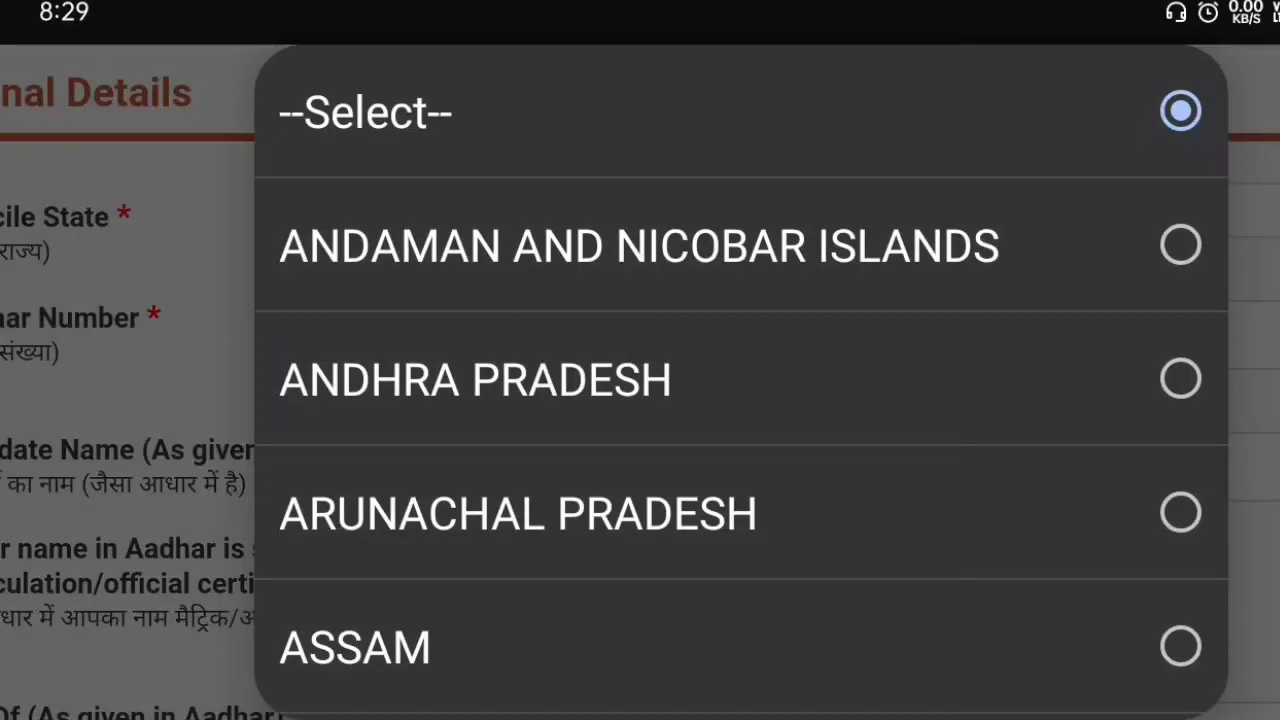 8:29
0.00
KB/S
nal Details
--Select--
cile State *
राज्य)
ANDAMAN AND NICOBAR ISLANDS
aar Number *
संख्या)
ANDHRA PRADESH
date Name (As given
का नाम (जैसा आधार में है)
ARUNACHAL PRADESH
r name in Aadhar is
culation/official certi
धार में आपका नाम मैट्रिक/अ
ASSAM
Of (As given in Aadhar)